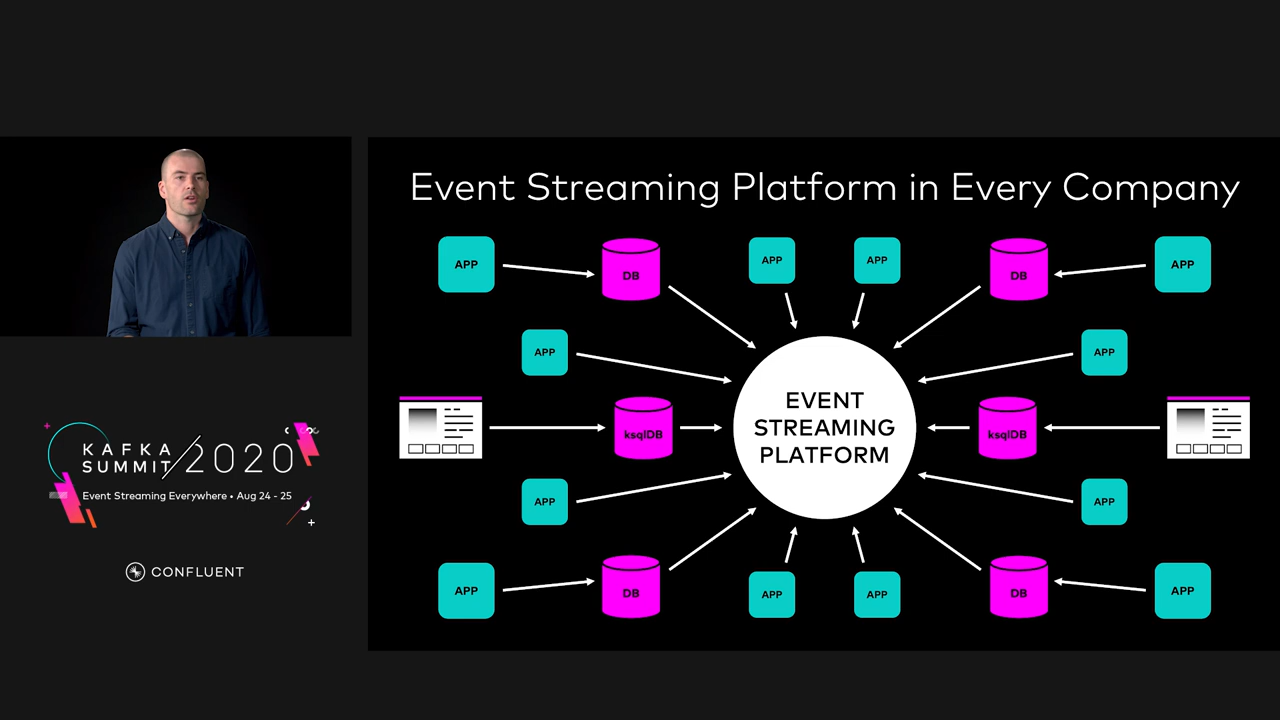 Event Streaming Platform in Every Company
APP
DB
APP
APP
DB
APP
APP
APP
EVENT
STREAMING
PLATFORM
ksqlDB
ksqlDB
APP
APP
APP
DB
APP
APP
DB
APP
KAFKA
SUMMIT/2020
Event Streaming Everywhere • Aug 24 - 25
CONFLUENT